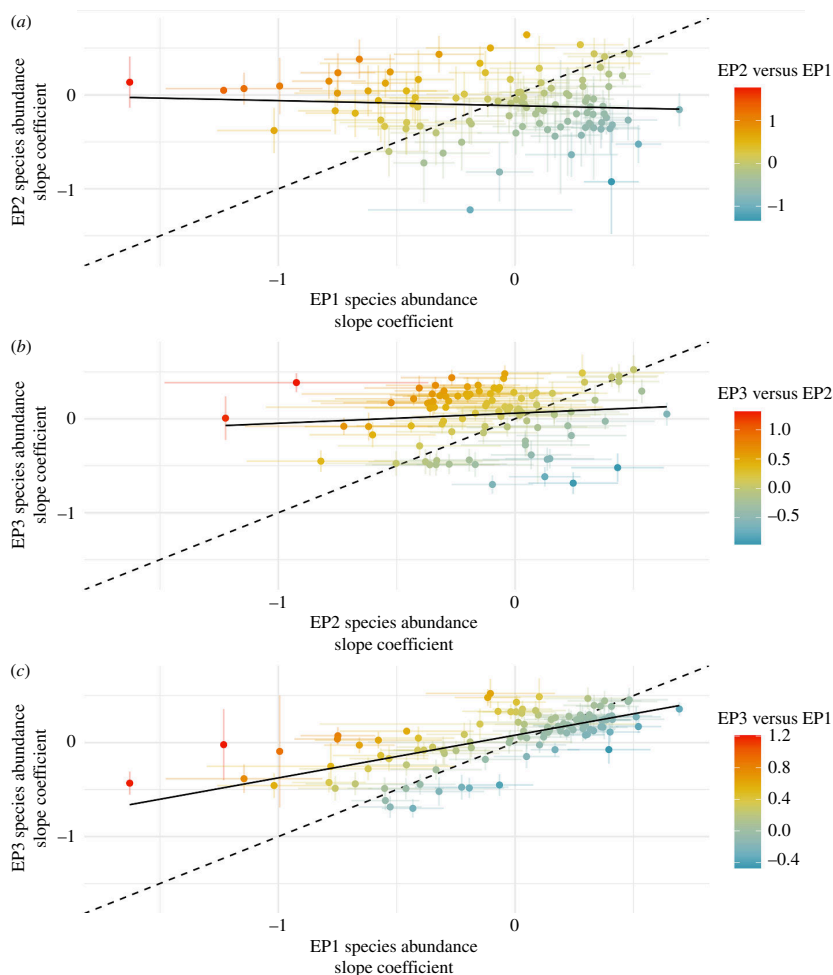 (a)
EP2 species abundance
slope coefficient
0
–1
–1
0
EP1 species abundance
slope coefficient
EP2 versus EP1
1
0
–1
(b)
EP3 species abundance
slope coefficient
0
–1
–1
0
EP2 species abundance
slope coefficient
EP3 versus EP2
1.0
0.5
0
–0.5
(c)
EP3 species abundance
slope coefficient
0
–1
–1
0
EP1 species abundance
slope coefficient
EP3 versus EP1
1.2
0.8
0.4
0.0
–0.4